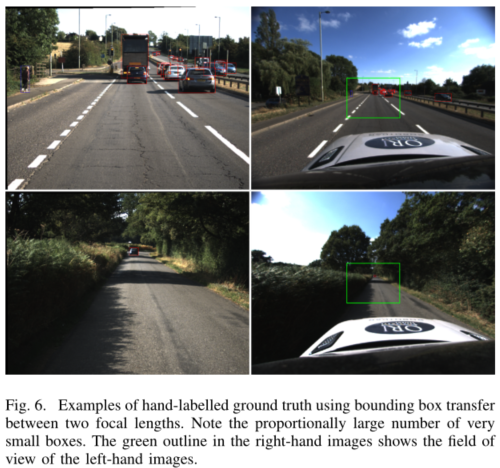 ORI
ORI
Fig. 6. Examples of hand-labelled ground truth using bounding box transfer
between two focal lengths. Note the proportionally large number of very
small boxes. The green outline in the right-hand images shows the field of
view of the left-hand images.